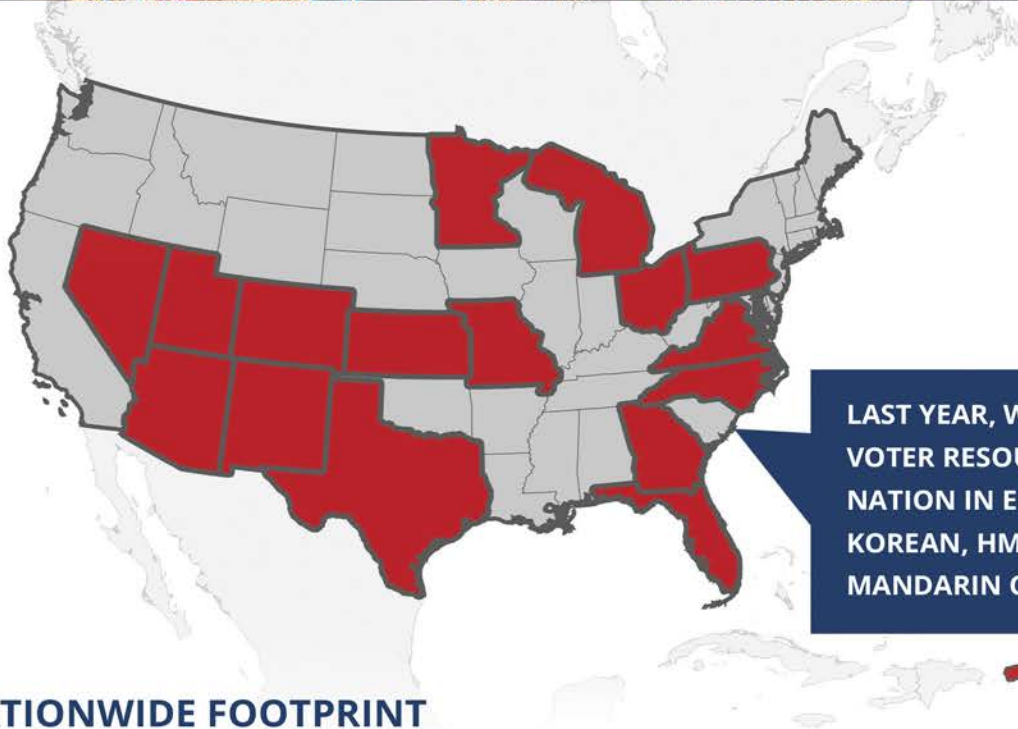 LAST YEAR, W
VOTER RESOU
NATION IN E
KOREAN, HM
MANDARIN
TIONWIDE FOOTPRINT